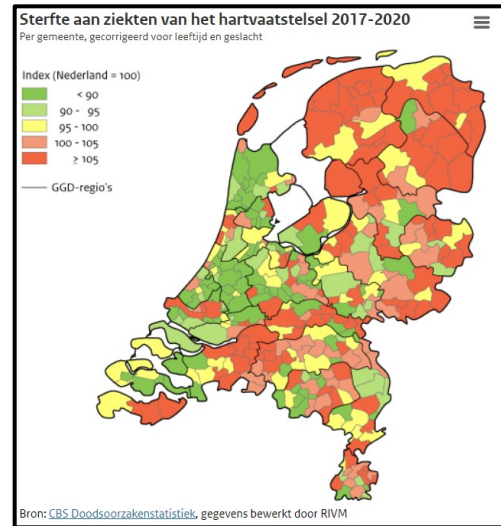 Sterfte aan ziekten van het hartvaatstelsel 2017-2020
Per gemeente, gecorrigeerd voor leeftijd en geslacht
Index (Nederland = 100)
< 90
90 - 95
95 - 100
100 - 105
≥ 105
GGD-regio's
Bron: CBS Doodsoorzakenstatistiek, gegevens bewerkt door RIVM